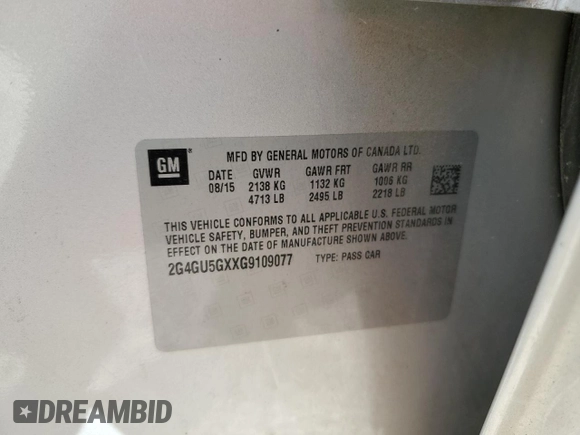 GM
MFD BY GENERAL MOTORS OF CANADA LTD.
DATE GVWR GAWR FRT GAWR RR
08/15 2138 KG 1132 KG 1006 KG
4713 LB 2495 LB 2218 LB
THIS VEHICLE CONFORMS TO ALL APPLICABLE U.S. FEDERAL MOTOR
VEHICLE SAFETY, BUMPER, AND THEFT PREVENTION STANDARDS IN
EFFECT ON THE DATE OF MANUFACTURE SHOWN ABOVE.
2G4GU5GXXG9109077 TYPE: PASS CAR
DREAMBID